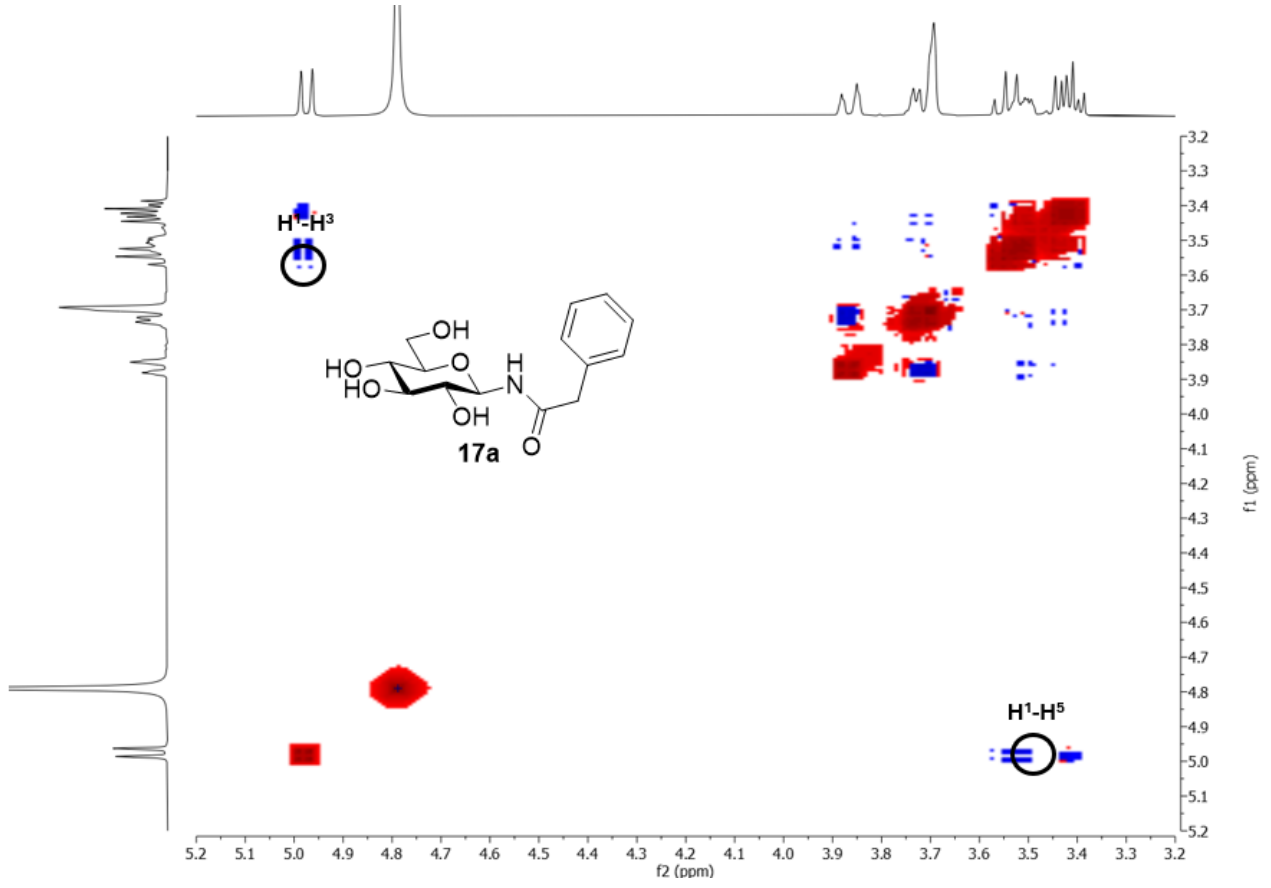 3.2
3.3
3.4
H¹-H³
3.5
3.6
3.7
OH
H
O
HO
HO
N
3.8
3.9
OH
O
4.0
17a
4.1
4.2
4.3
f1 (ppm)
4.4
4.5
4.6
4.7
4.8
H¹-H⁵
4.9
5.0
5.1
5.2
5.2 5.1 5.0 4.9 4.8 4.7 4.6 4.5 4.4 4.3 4.2 4.1 4.0 3.9 3.8 3.7 3.6 3.5 3.4 3.3 3.2
f2 (ppm)